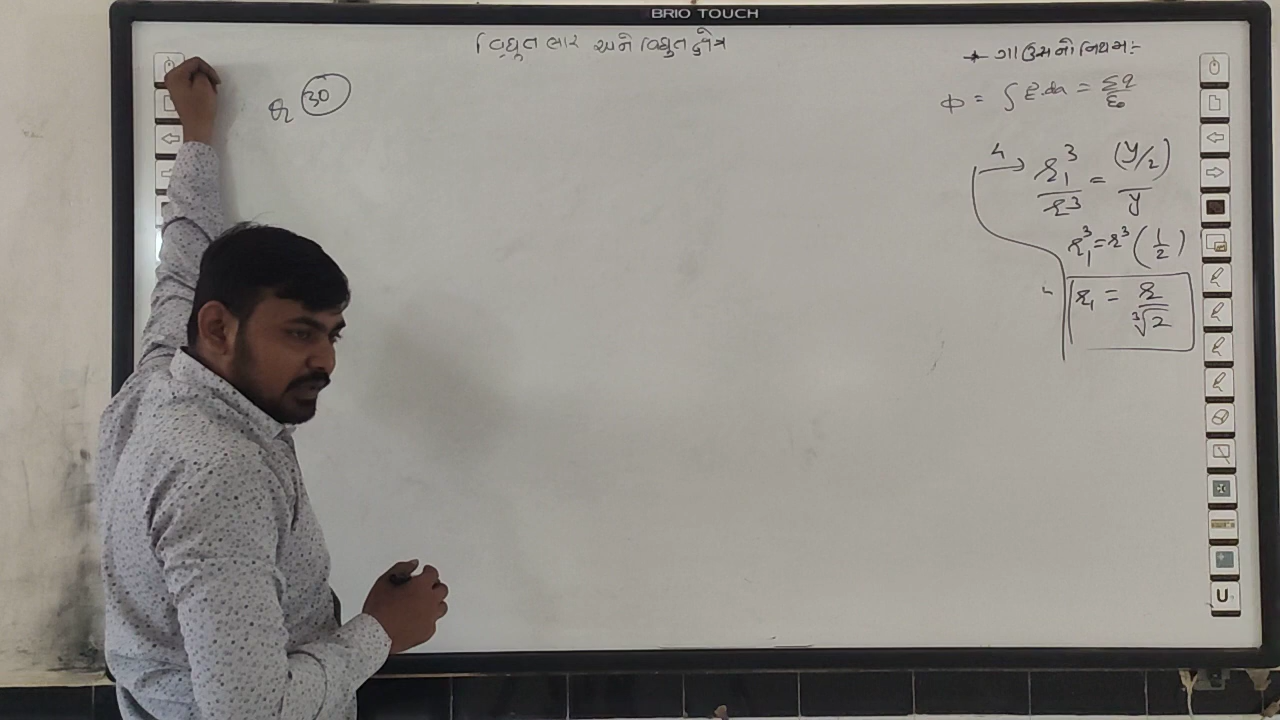 BRIO TOUCH
વિદ્યુત ભાર અને વિદ્યુત ક્ષેત્ર
* ગાઉસનો નિયમ:-
Q 30
ϕ = ∫ E.da = Σq/ε₀
r₁³/r³ = (y/2)/y
r₁³ = r³ (1/2)
r₁ = r/∛2
U